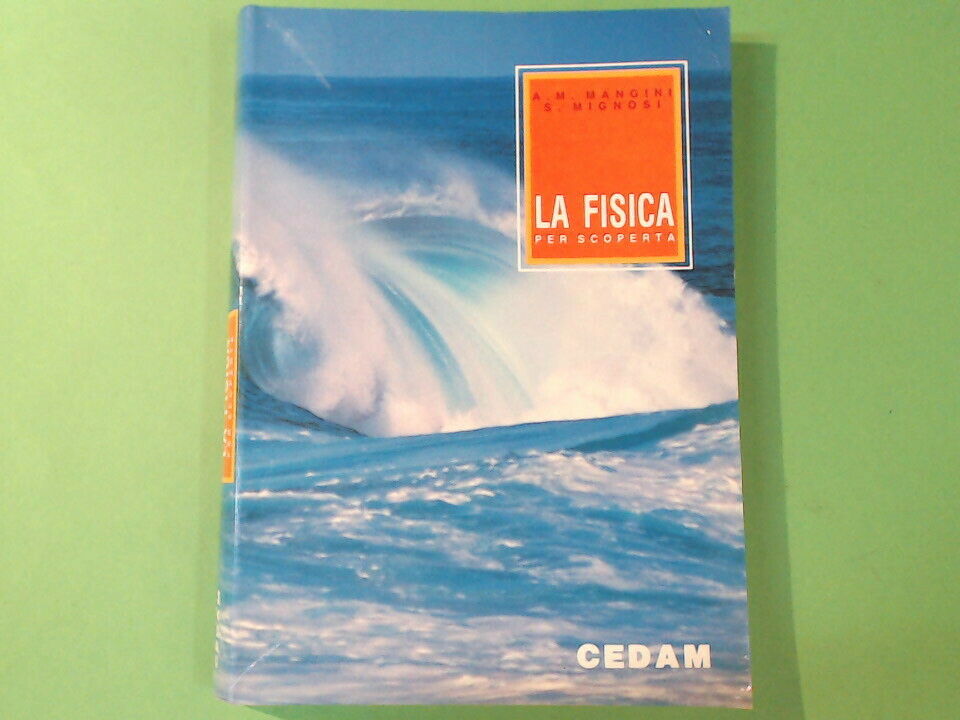 A. M. MANGINI
S. MIGNOSI
LA FISICA
PER SCOPERTA
CEDAM